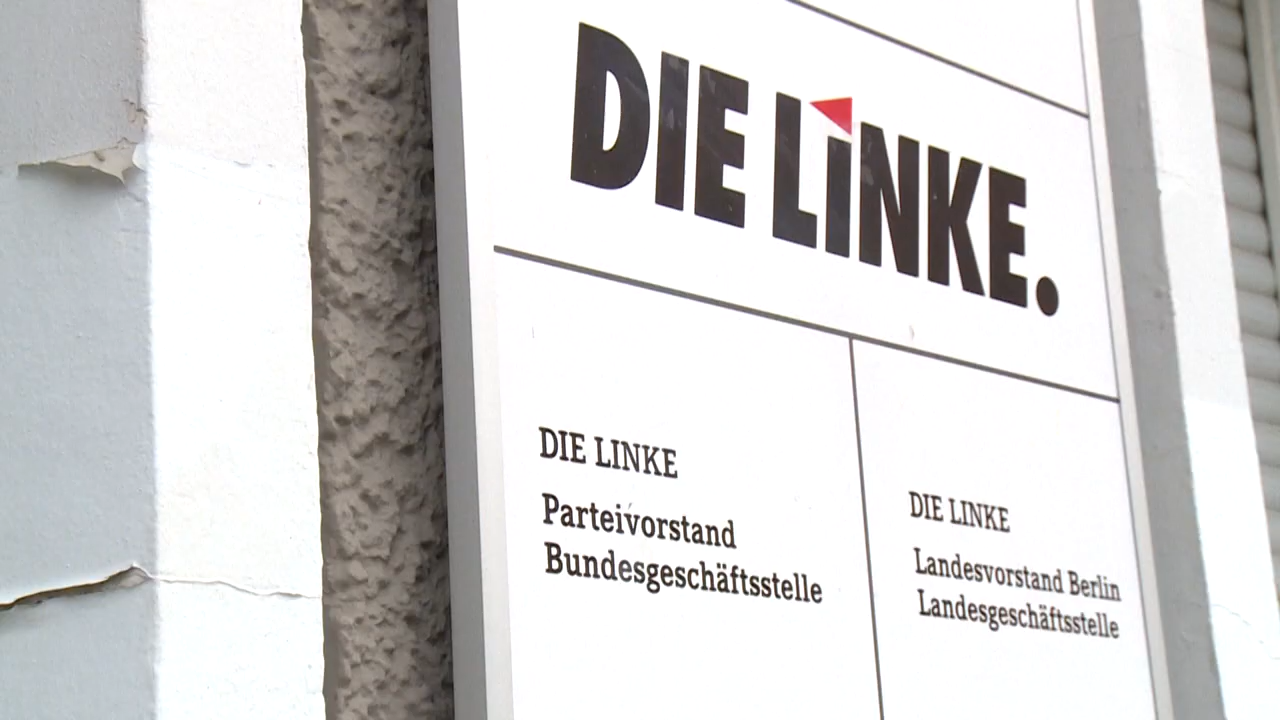 DIE LINKE.
DIE LINKE
Parteivorstand
Bundesgeschäftsstelle
DIE LINKE
Landesvorstand Berlin
Landesgeschäftsstelle